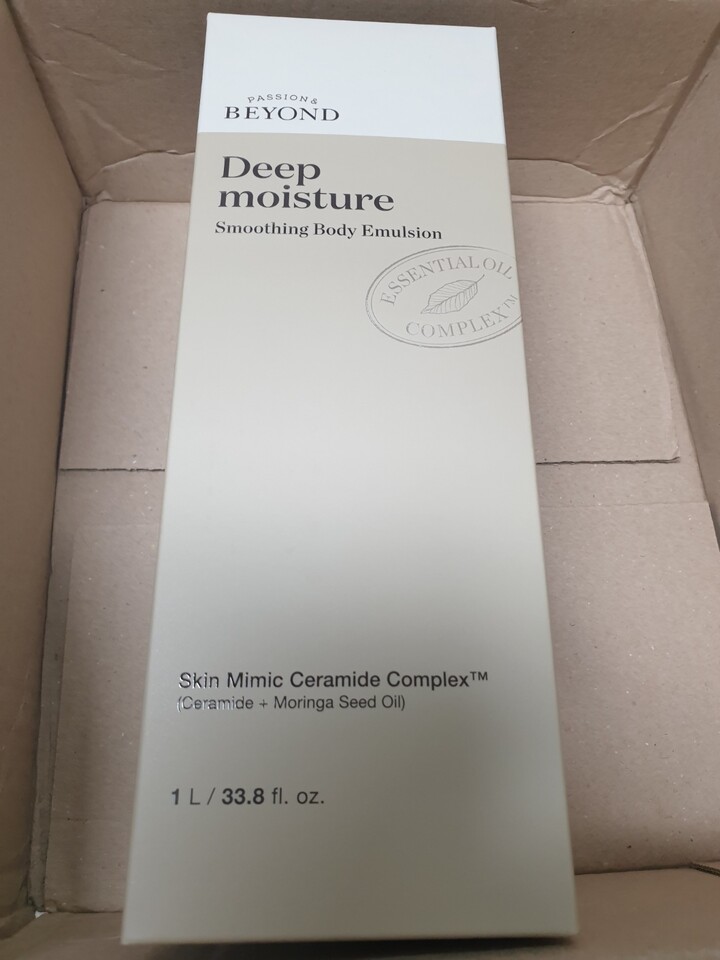 PASSION &
BEYOND
Deep
moisture
Smoothing Body Emulsion
ESSENTIAL OIL
COMPLEX™
Skin Mimic Ceramide Complex™
(Ceramide + Moringa Seed Oil)
1 L / 33.8 fl. oz.